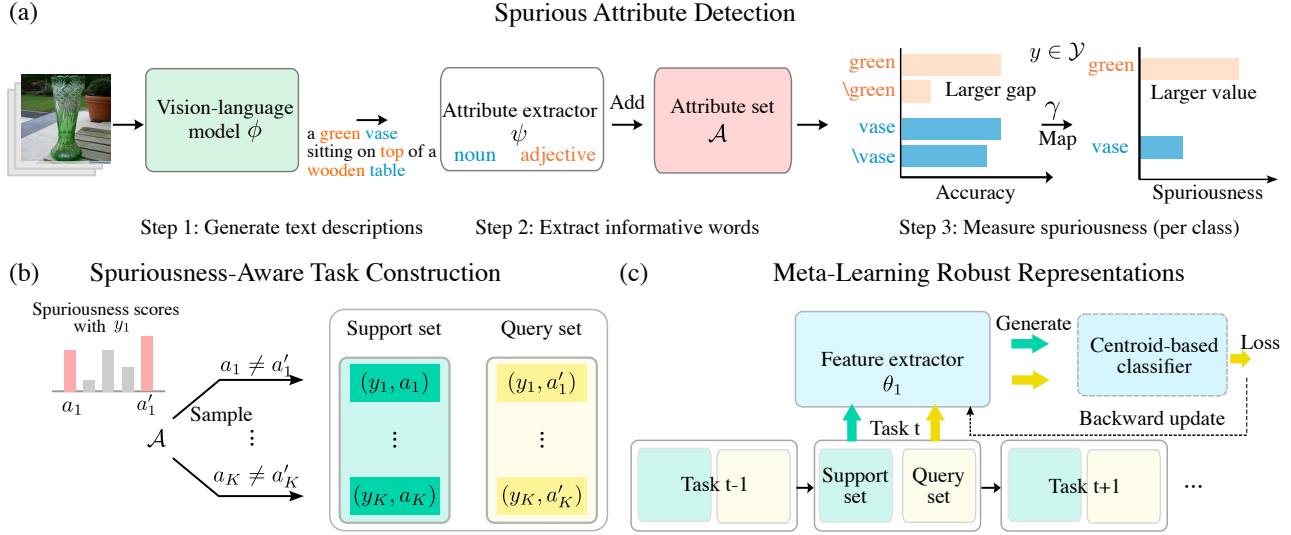 (a)
Spurious Attribute Detection
Vision-language
model ϕ
a green vase
sitting on top of a
wooden table
Attribute extractor
ψ
noun adjective
Add
Attribute set
𝒜
green
\green
vase
\vase
Larger gap
Accuracy
y ∈ 𝒴
γ
Map
green
Larger value
vase
Spuriousness
Step 1: Generate text descriptions
Step 2: Extract informative words
Step 3: Measure spuriousness (per class)
(b)
Spuriousness-Aware Task Construction
Spuriousness scores
with y₁
a₁ a′₁
𝒜
Sample
a₁ ≠ a′₁
⋮
a_K ≠ a′_K
Support set
(y₁, a₁)
⋮
(y_K, a_K)
Query set
(y₁, a′₁)
⋮
(y_K, a′_K)
(c)
Meta-Learning Robust Representations
Feature extractor
θ₁
Generate
Centroid-based
classifier
Loss
Backward update
Task t
Task t-1
Support
set
Query
set
Task t+1
...